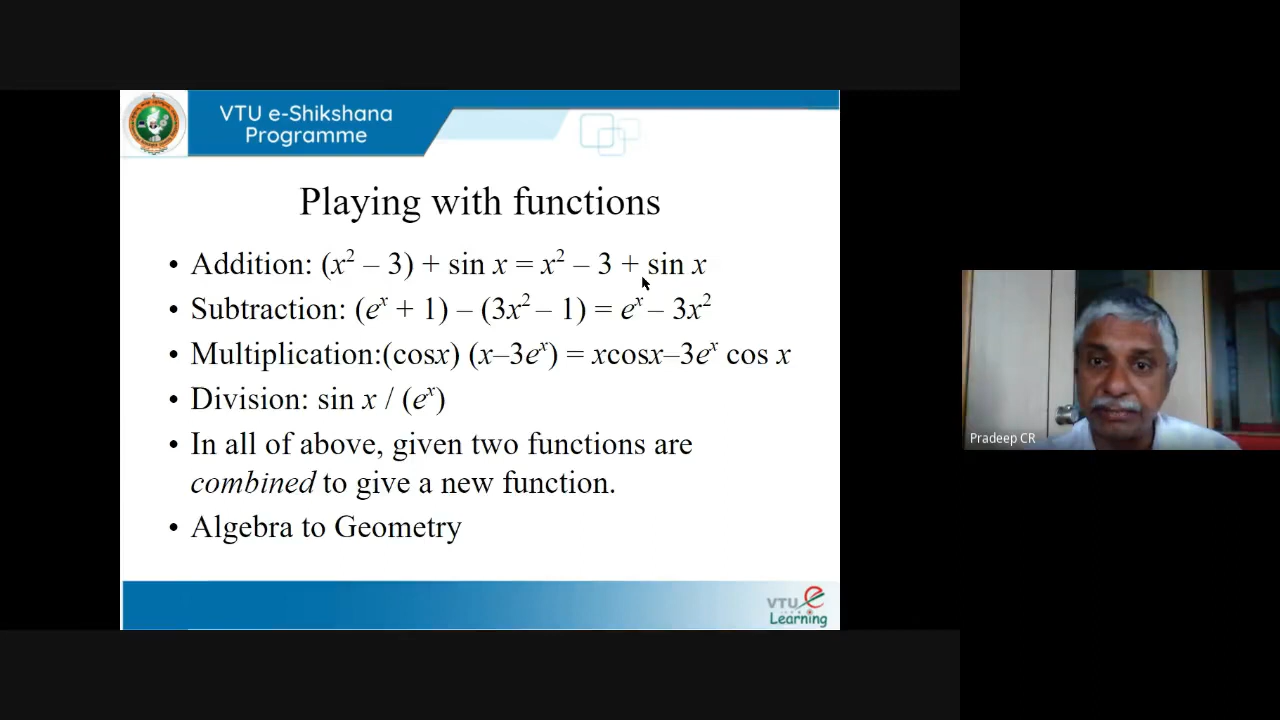 VTU e-Shikshana
Programme
Playing with functions
• Addition: (x² – 3) + sin x = x² – 3 + sin x
• Subtraction: (eˣ + 1) – (3x² – 1) = eˣ – 3x²
• Multiplication:(cosx) (x–3eˣ) = xcosx–3eˣ cos x
• Division: sin x / (eˣ)
• In all of above, given two functions are
combined to give a new function.
• Algebra to Geometry
VTU e
Learning
Pradeep CR